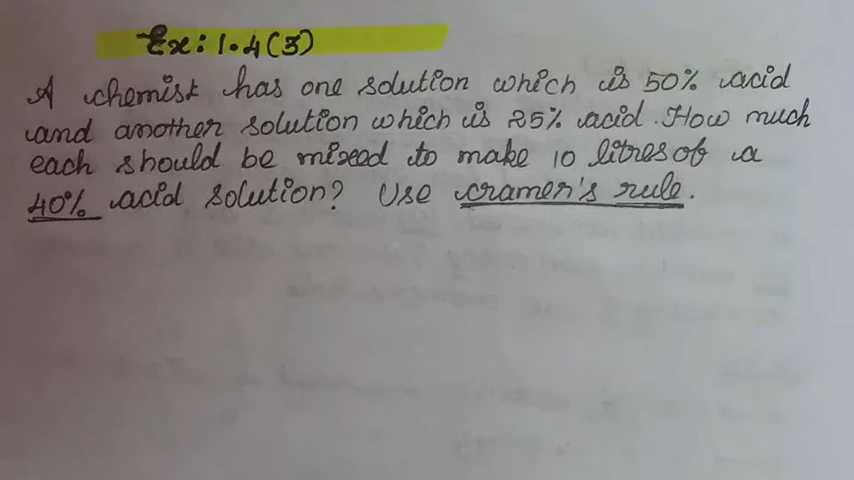 Ex: 1.4(3)
A chemist has one solution which is 50% acid
and another solution which is 25% acid. How much
each should be mixed to make 10 litres of a
40% acid solution? Use cramer's rule.